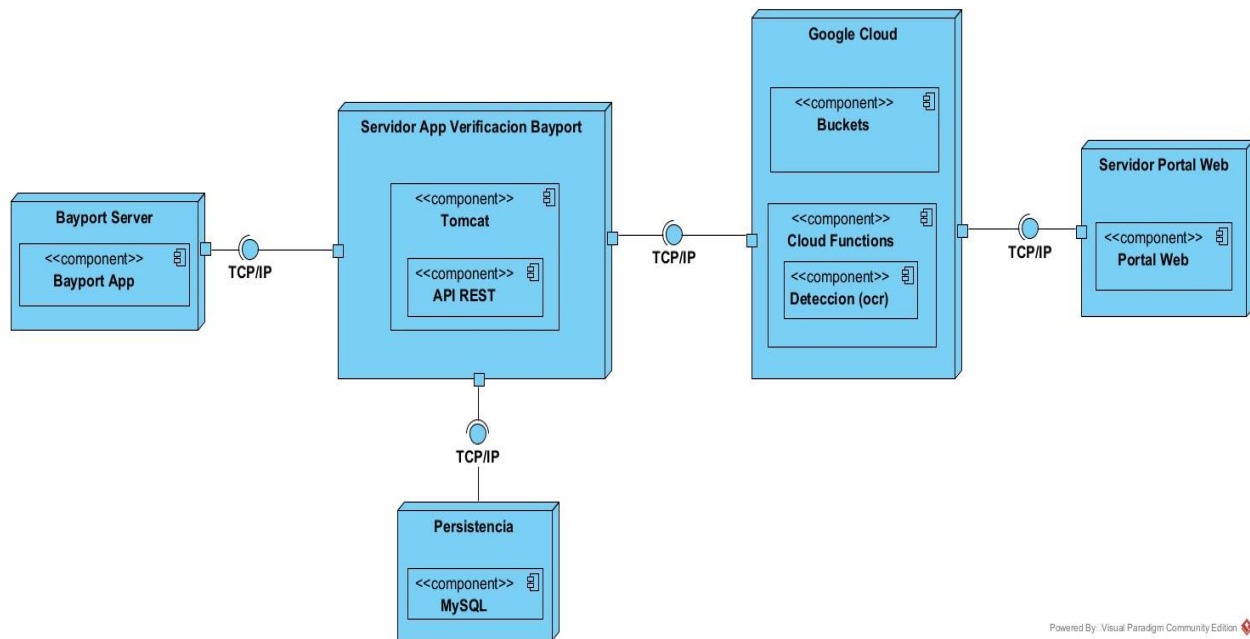 Bayport Server
<<component>>
Bayport App
TCP/IP
Servidor App Verificacion Bayport
<<component>>
Tomcat
<<component>>
API REST
TCP/IP
Persistencia
<<component>>
MySQL
TCP/IP
Google Cloud
<<component>>
Buckets
<<component>>
Cloud Functions
<<component>>
Deteccion (ocr)
TCP/IP
Servidor Portal Web
<<component>>
Portal Web
Powered By Visual Paradigm Community Edition